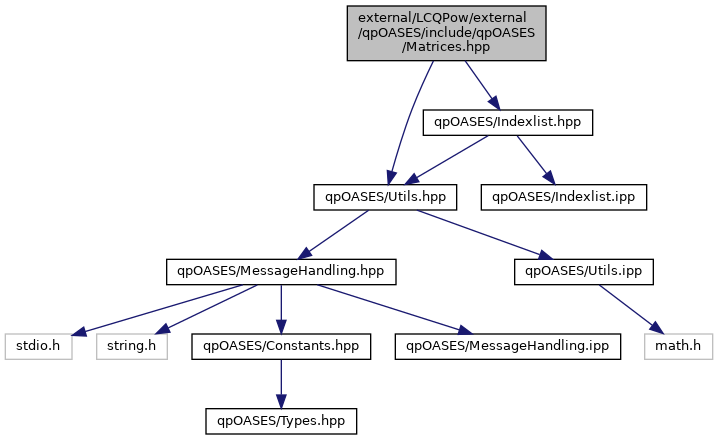 external/LCQPow/external
/qpOASES/include/qpOASES
/Matrices.hpp
qpOASES/Indexlist.hpp
qpOASES/Utils.hpp
qpOASES/Indexlist.ipp
qpOASES/MessageHandling.hpp
qpOASES/Utils.ipp
stdio.h
string.h
qpOASES/Constants.hpp
qpOASES/MessageHandling.ipp
math.h
qpOASES/Types.hpp